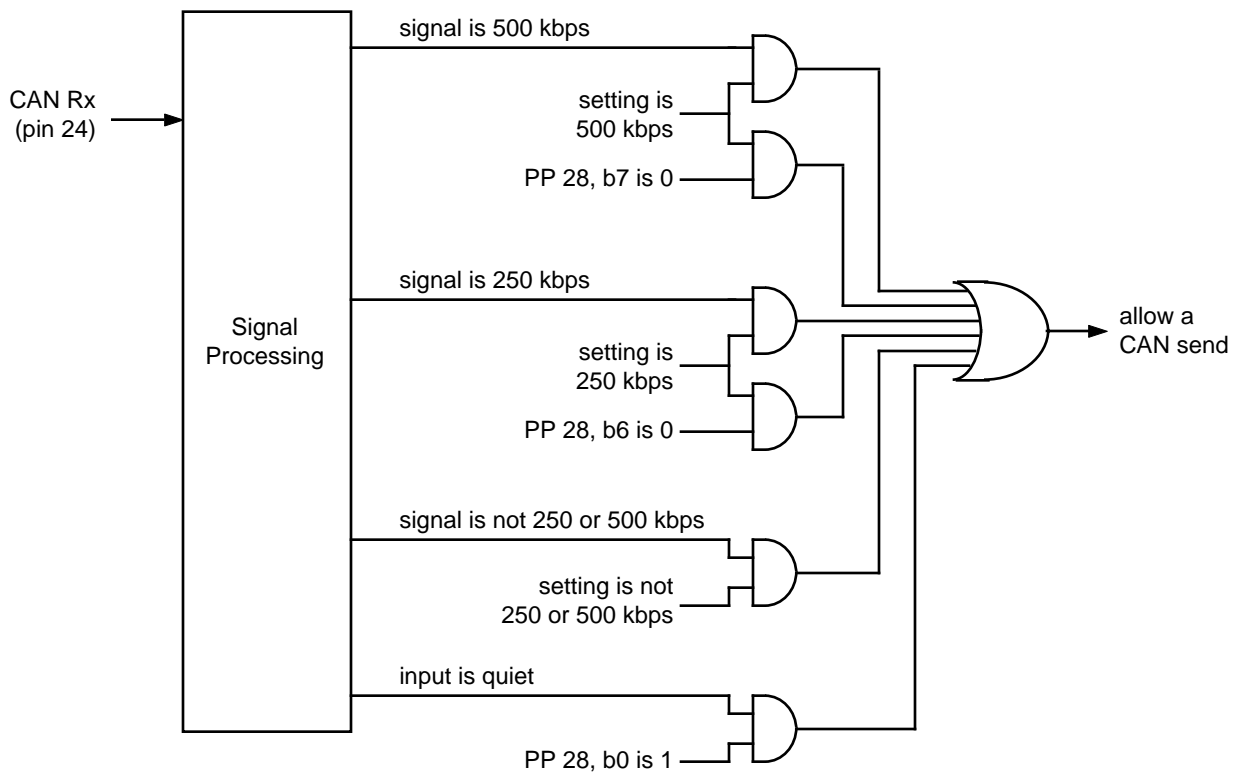 signal is 500 kbps
CAN Rx
(pin 24)
setting is
500 kbps
PP 28, b7 is 0
signal is 250 kbps
Signal
Processing
setting is
250 kbps
PP 28, b6 is 0
allow a
CAN send
signal is not 250 or 500 kbps
setting is not
250 or 500 kbps
input is quiet
PP 28, b0 is 1